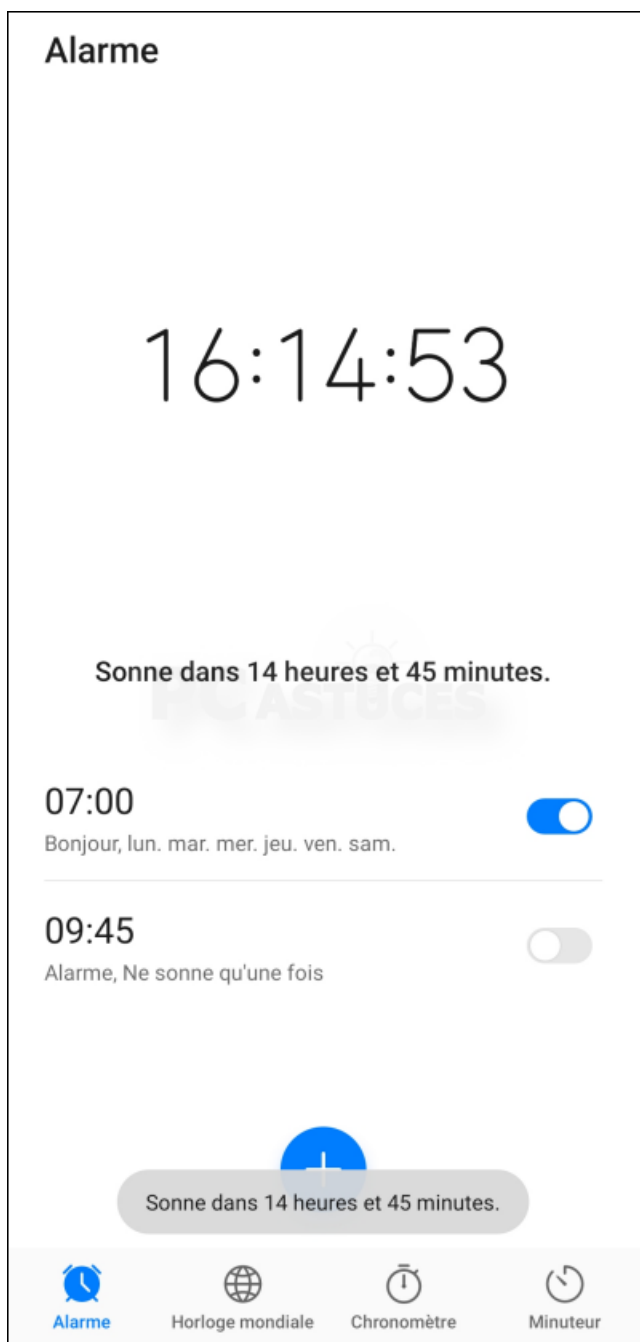 Alarme
16:14:53
Sonne dans 14 heures et 45 minutes.
PC ASTUCES
07:00
Bonjour, lun. mar. mer. jeu. ven. sam.
09:45
Alarme, Ne sonne qu'une fois
Sonne dans 14 heures et 45 minutes.
Alarme
Horloge mondiale
Chronomètre
Minuteur